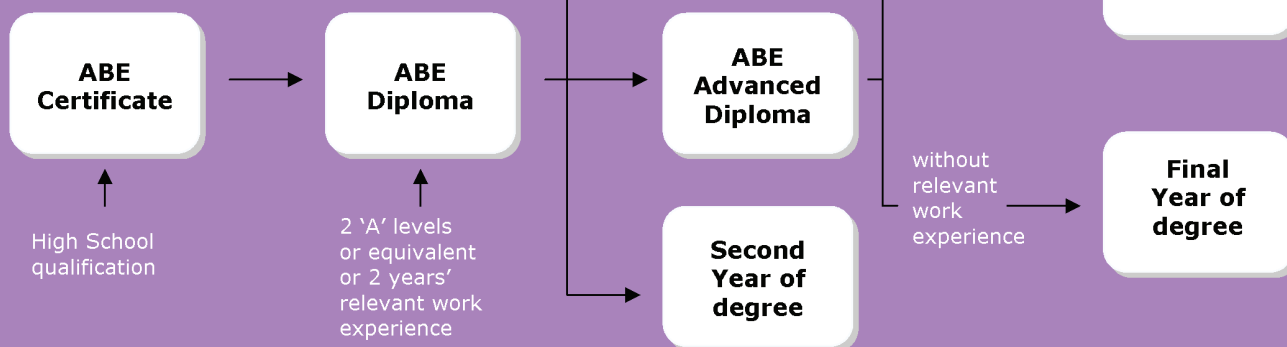 ABE
Certificate
ABE
Diploma
ABE
Advanced
Diploma
High School
qualification
2 ‘A’ levels
or equivalent
or 2 years’
relevant work
experience
Second
Year of
degree
without
relevant
work
experience
Final
Year of
degree